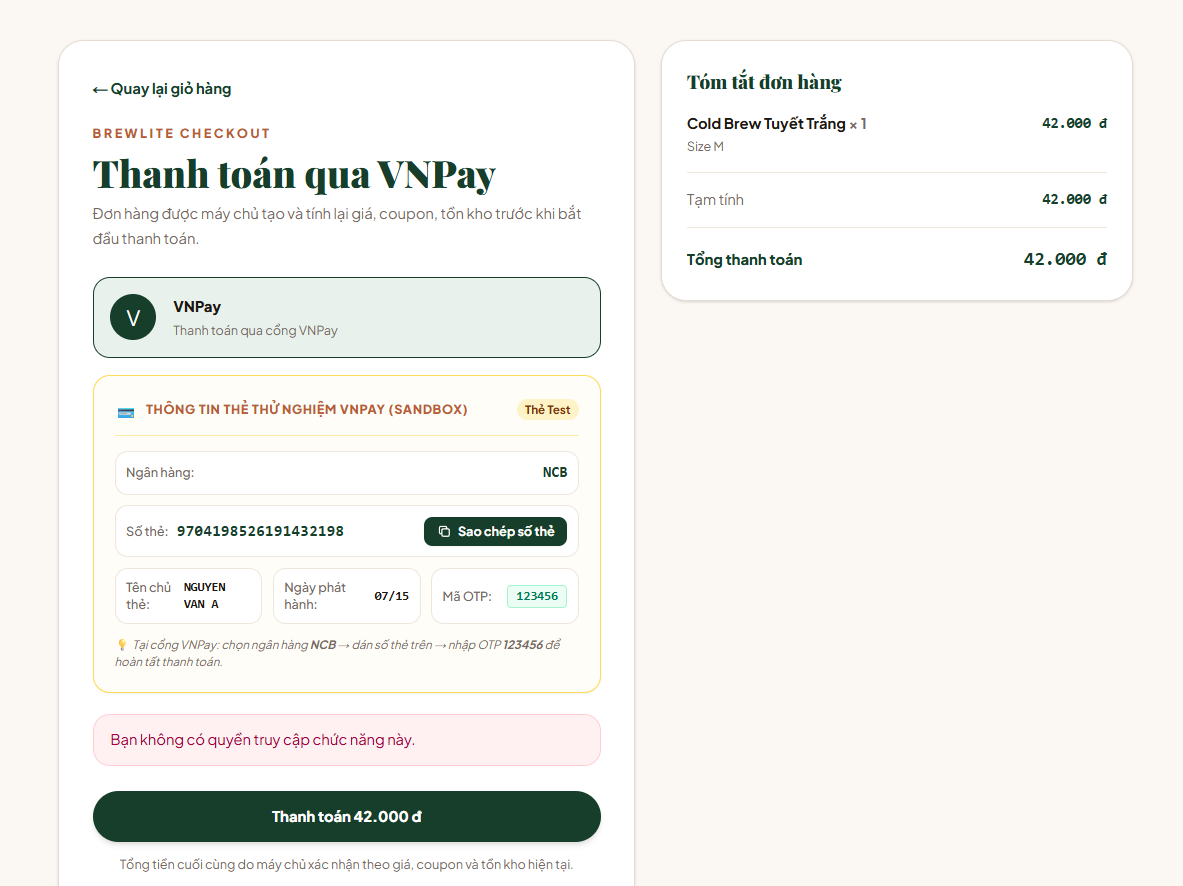 ← Quay lại giỏ hàng
BREWLITE CHECKOUT
Thanh toán qua VNPay
Đơn hàng được máy chủ tạo và tính lại giá, coupon, tồn kho trước khi bắt
đầu thanh toán.
V
VNPay
Thanh toán qua cổng VNPay
THÔNG TIN THẺ THỬ NGHIỆM VNPAY (SANDBOX)
Thẻ Test
Ngân hàng:
NCB
Số thẻ: 9704198526191432198
Sao chép số thẻ
Tên chủ
thẻ:
NGUYEN
VAN A
Ngày phát
hành:
07/15
Mã OTP:
123456
💡 Tại cổng VNPay: chọn ngân hàng NCB → dán số thẻ trên → nhập OTP 123456 để
hoàn tất thanh toán.
Bạn không có quyền truy cập chức năng này.
Thanh toán 42.000 đ
Tổng tiền cuối cùng do máy chủ xác nhận theo giá, coupon và tồn kho hiện tại.
Tóm tắt đơn hàng
Cold Brew Tuyết Trắng × 1
42.000 đ
Size M
Tạm tính
42.000 đ
Tổng thanh toán
42.000 đ